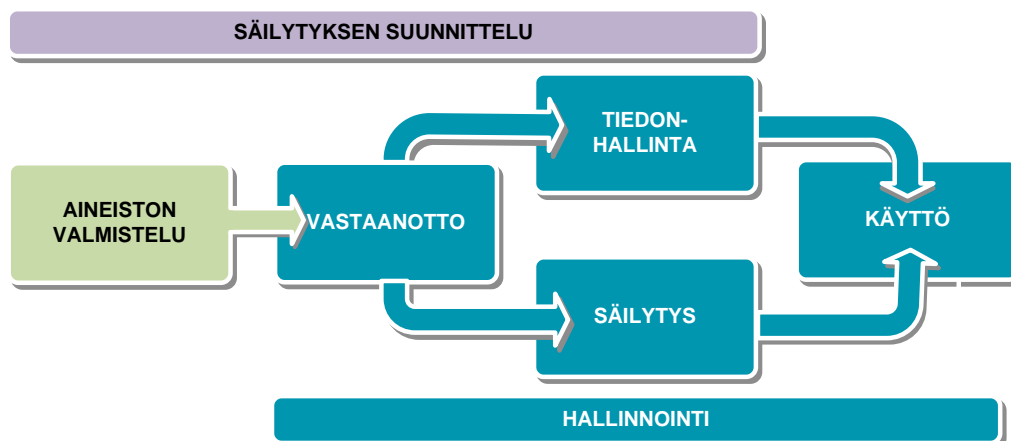 SÄILYTYKSEN SUUNNITTELU
TIEDON-
HALLINTA
AINEISTON
VALMISTELU
VASTAANOTTO
KÄYTTÖ
SÄILYTYS
HALLINNOINTI